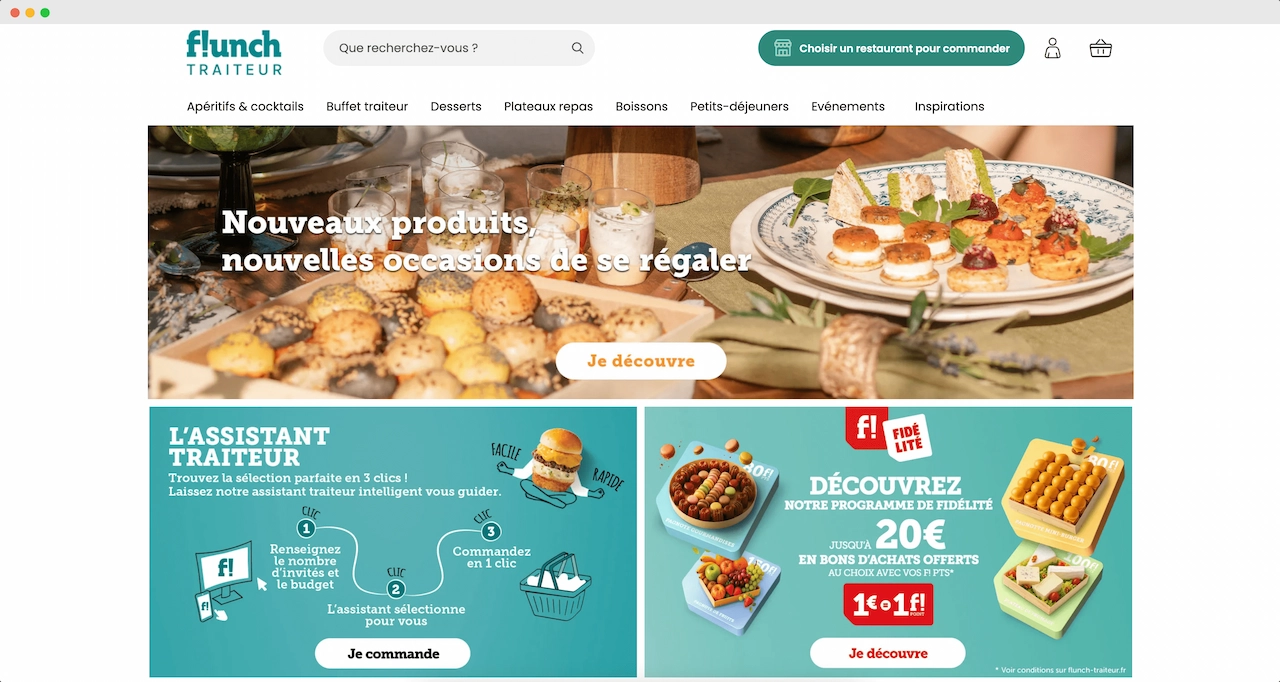 flunch
TRAITEUR
Que recherchez-vous ?
Choisir un restaurant pour commander
Apéritifs & cocktails
Buffet traiteur
Desserts
Plateaux repas
Boissons
Petits-déjeuners
Evénements
Inspirations
Nouveaux produits,
nouvelles occasions de se régaler
Je découvre
L'ASSISTANT
TRAITEUR
Trouvez la sélection parfaite en 3 clics !
Laissez notre assistant traiteur intelligent vous guider.
FACILE
RAPIDE
CLIC
1
Renseignez
le nombre
d'invités et
le budget
f!
f!
CLIC
2
L'assistant sélectionne
pour vous
CLIC
3
Commandez
en 1 clic
Je commande
f!
FIDÉ
LITÉ
DÉCOUVREZ
NOTRE PROGRAMME DE FIDÉLITÉ
JUSQU'À 20€
EN BONS D'ACHATS OFFERTS
AU CHOIX AVEC VOS F! PTS*
1€=1f!
POINT
Je découvre
* Voir conditions sur flunch-traiteur.fr